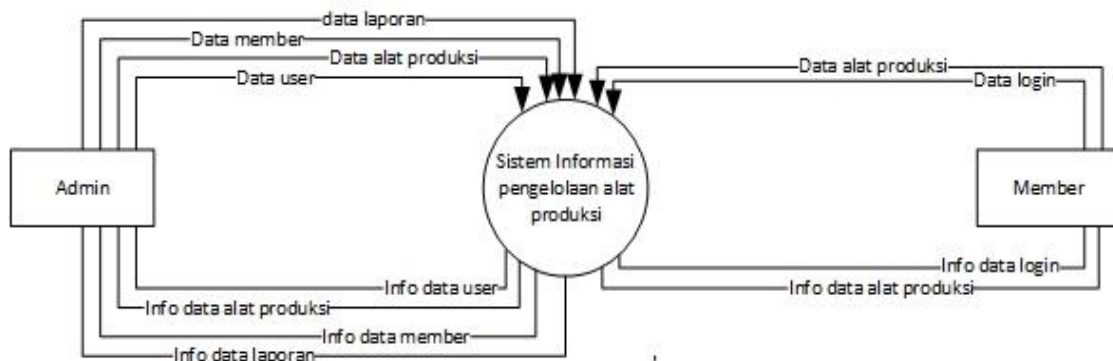 data laporan
Data member
Data alat produksi
Data user
Data alat produksi
Data login
Admin
Sistem Informasi
pengelolaan alat
produksi
Member
Info data login
Info data user
Info data alat produksi
Info data alat produksi
Info data member
Info data laporan